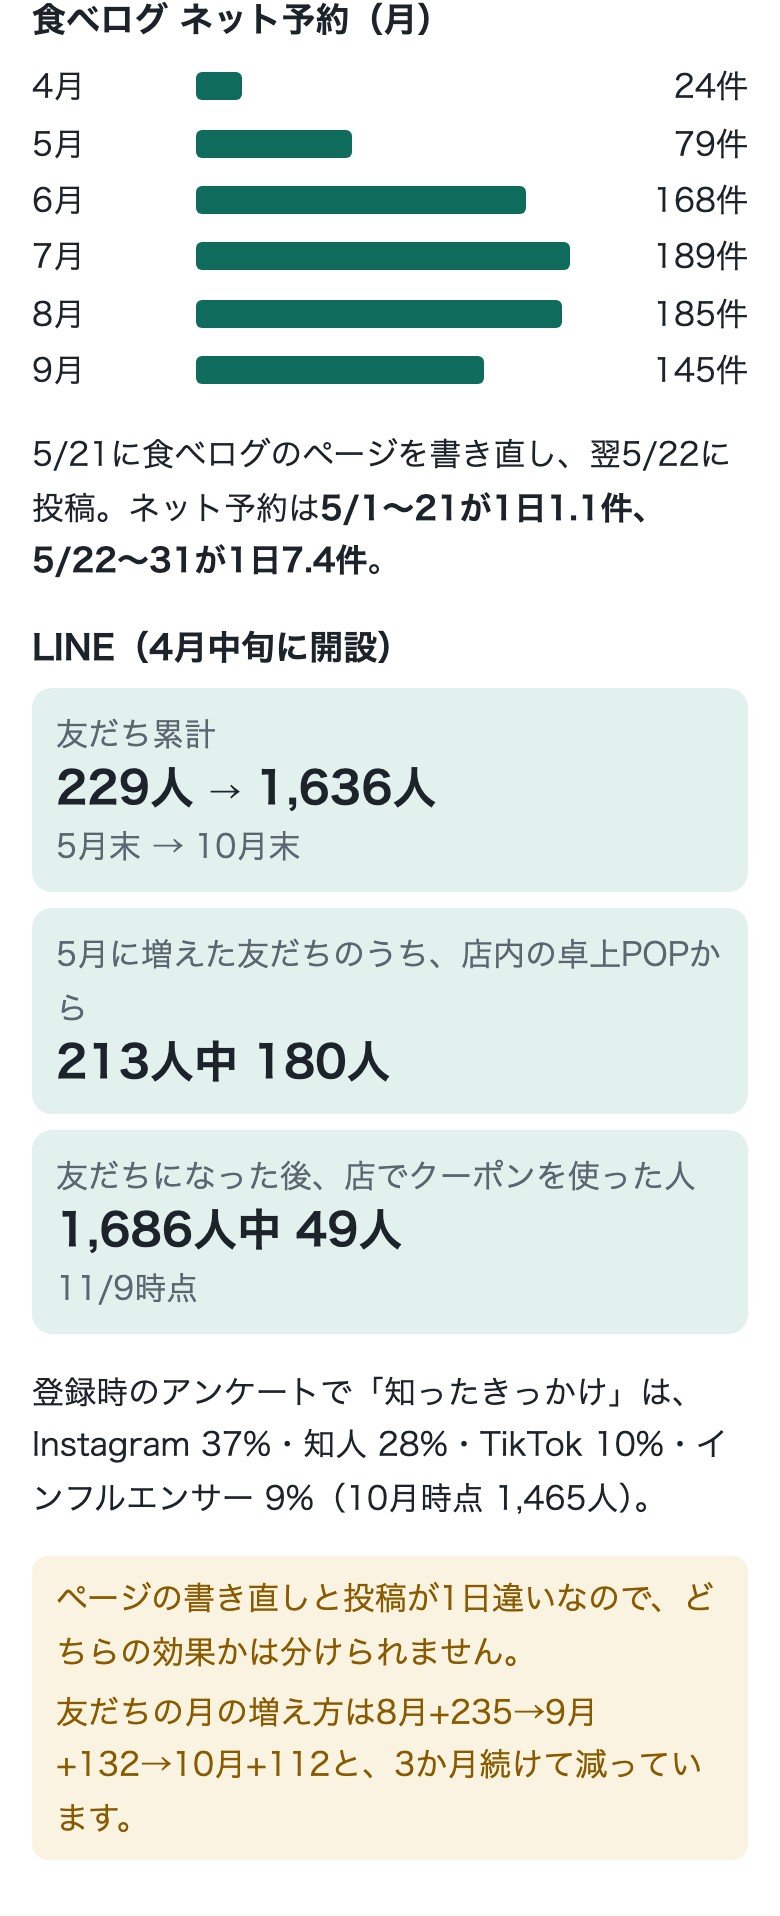 食べログ ネット予約（月）
4月 24件
5月 79件
6月 168件
7月 189件
8月 185件
9月 145件
5/21に食べログのページを書き直し、翌5/22に
投稿。ネット予約は5/1〜21が1日1.1件、
5/22〜31が1日7.4件。
LINE（4月中旬に開設）
友だち累計
229人 → 1,636人
5月末 → 10月末
5月に増えた友だちのうち、店内の卓上POPか
ら
213人中 180人
友だちになった後、店でクーポンを使った人
1,686人中 49人
11/9時点
登録時のアンケートで「知ったきっかけ」は、
Instagram 37%・知人 28%・TikTok 10%・イ
ンフルエンサー 9%（10月時点 1,465人）。
ページの書き直しと投稿が1日違いなので、ど
ちらの効果かは分けられません。
友だちの月の増え方は8月+235→9月
+132→10月+112と、3か月続けて減ってい
ます。